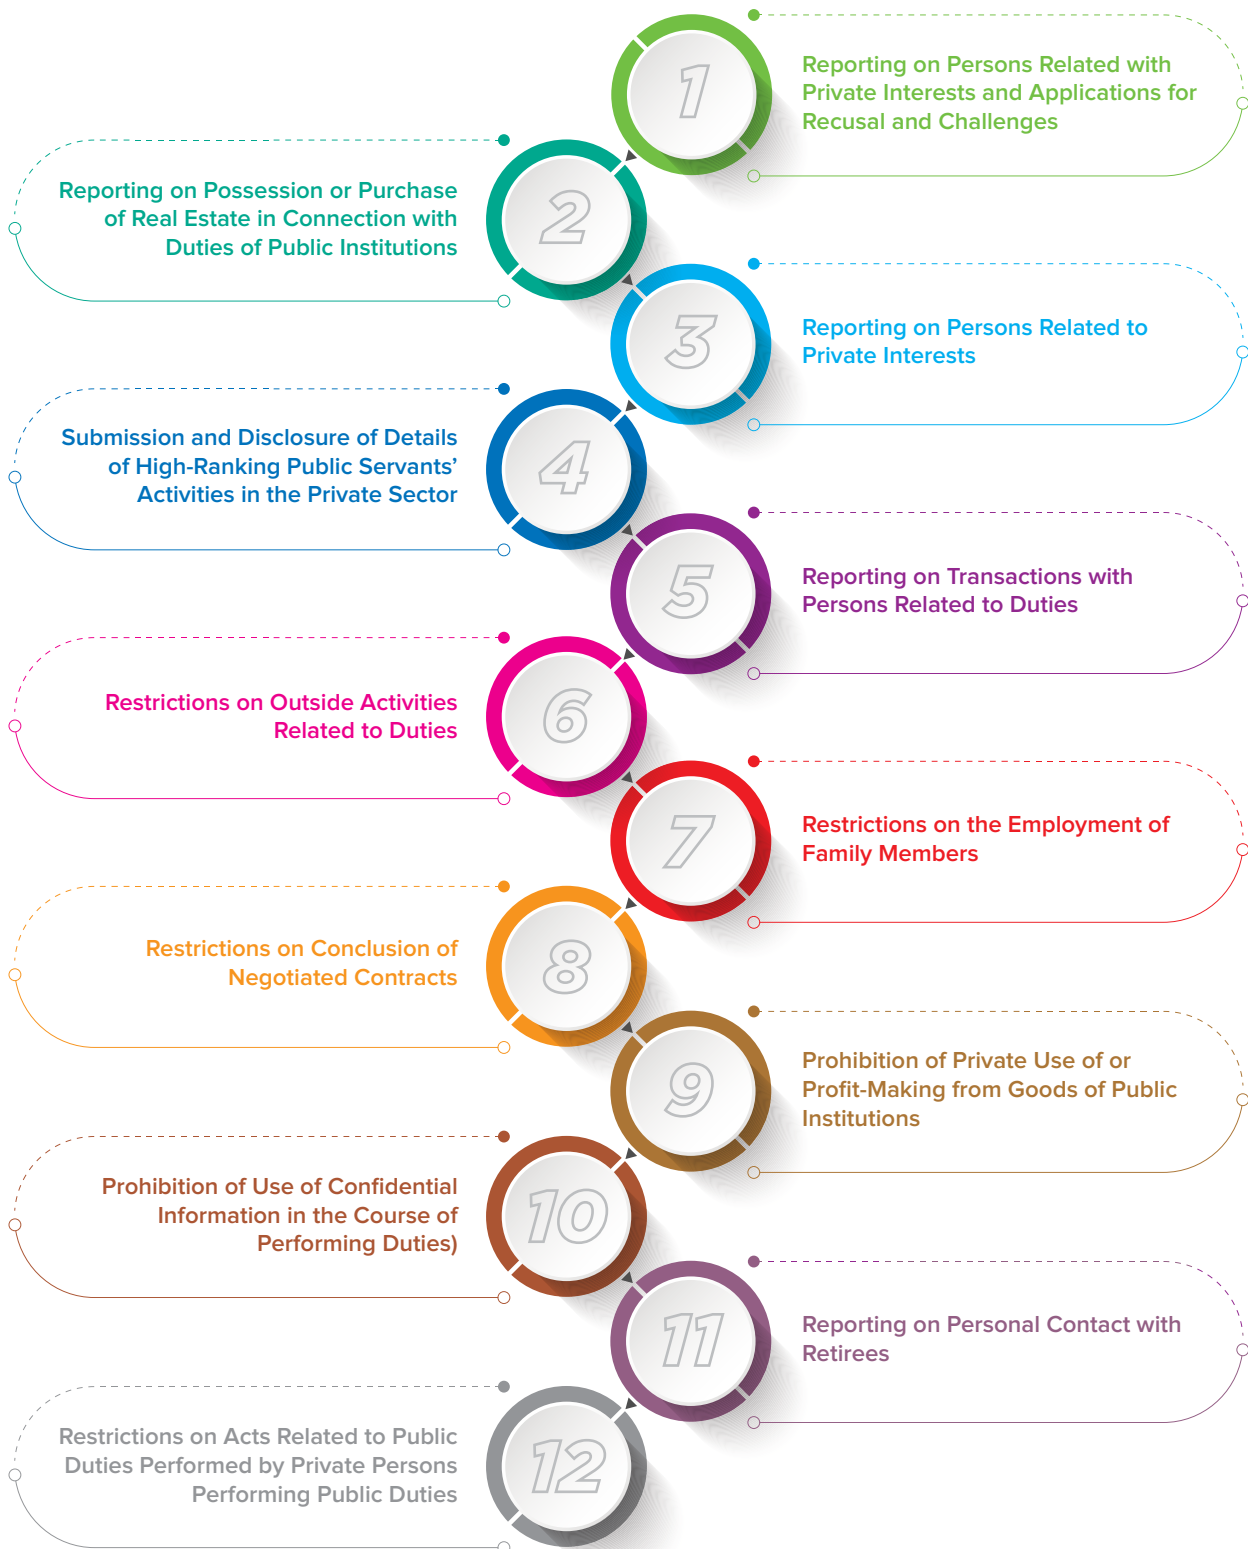 1
Reporting on Persons Related with
Private Interests and Applications for
Recusal and Challenges
2
Reporting on Possession or Purchase
of Real Estate in Connection with
Duties of Public Institutions
3
Reporting on Persons Related to
Private Interests
4
Submission and Disclosure of Details
of High-Ranking Public Servants’
Activities in the Private Sector
5
Reporting on Transactions with
Persons Related to Duties
6
Restrictions on Outside Activities
Related to Duties
7
Restrictions on the Employment of
Family Members
8
Restrictions on Conclusion of
Negotiated Contracts
9
Prohibition of Private Use of or
Profit-Making from Goods of Public
Institutions
10
Prohibition of Use of Confidential
Information in the Course of
Performing Duties)
11
Reporting on Personal Contact with
Retirees
12
Restrictions on Acts Related to Public
Duties Performed by Private Persons
Performing Public Duties